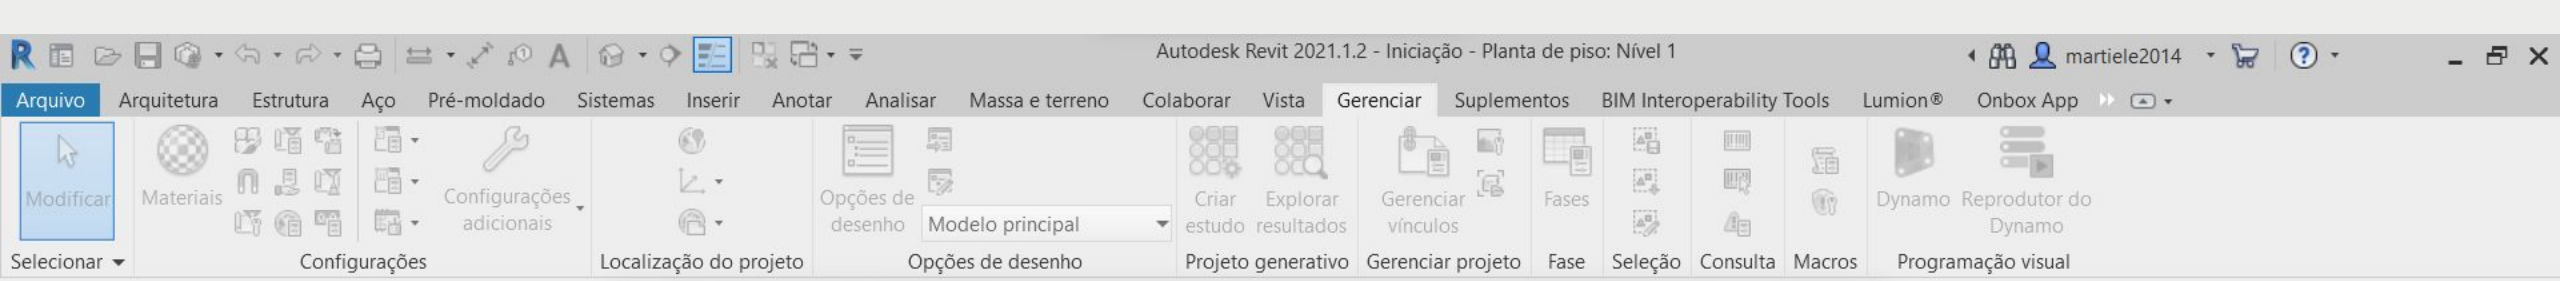 Autodesk Revit 2021.1.2 - Iniciação - Planta de piso: Nível 1 martiele2014
Arquivo Arquitetura Estrutura Aço Pré-moldado Sistemas Inserir Anotar Analisar Massa e terreno Colaborar Vista Gerenciar Suplementos BIM Interoperability Tools Lumion® Onbox App
Modificar Materiais Configurações adicionais Opções de desenho Modelo principal Criar estudo Explorar resultados Gerenciar vínculos Fases Dynamo Reprodutor do Dynamo
Selecionar Configurações Localização do projeto Opções de desenho Projeto generativo Gerenciar projeto Fase Seleção Consulta Macros Programação visual